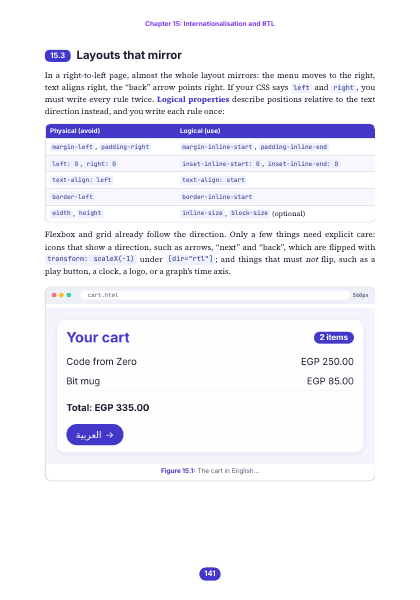 Chapter 15: Internationalisation and RTL
15.3 Layouts that mirror
In a right-to-left page, almost the whole layout mirrors: the menu moves to the right,
text aligns right, the “back” arrow points right. If your CSS says left and right, you
must write every rule twice. Logical properties describe positions relative to the text
direction instead, and you write each rule once:
Physical (avoid) Logical (use)
margin-left, padding-right margin-inline-start, padding-inline-end
left: 0, right: 0 inset-inline-start: 0, inset-inline-end: 0
text-align: left text-align: start
border-left border-inline-start
width, height inline-size, block-size (optional)
Flexbox and grid already follow the direction. Only a few things need explicit care:
icons that show a direction, such as arrows, “next” and “back”, which are flipped with
transform: scaleX(-1) under [dir="rtl"]; and things that must not flip, such as a
play button, a clock, a logo, or a graph’s time axis.
cart.html 560px
Your cart 2 items
Code from Zero EGP 250.00
Bit mug EGP 85.00
Total: EGP 335.00
العربية →
Figure 15.1: The cart in English…
141